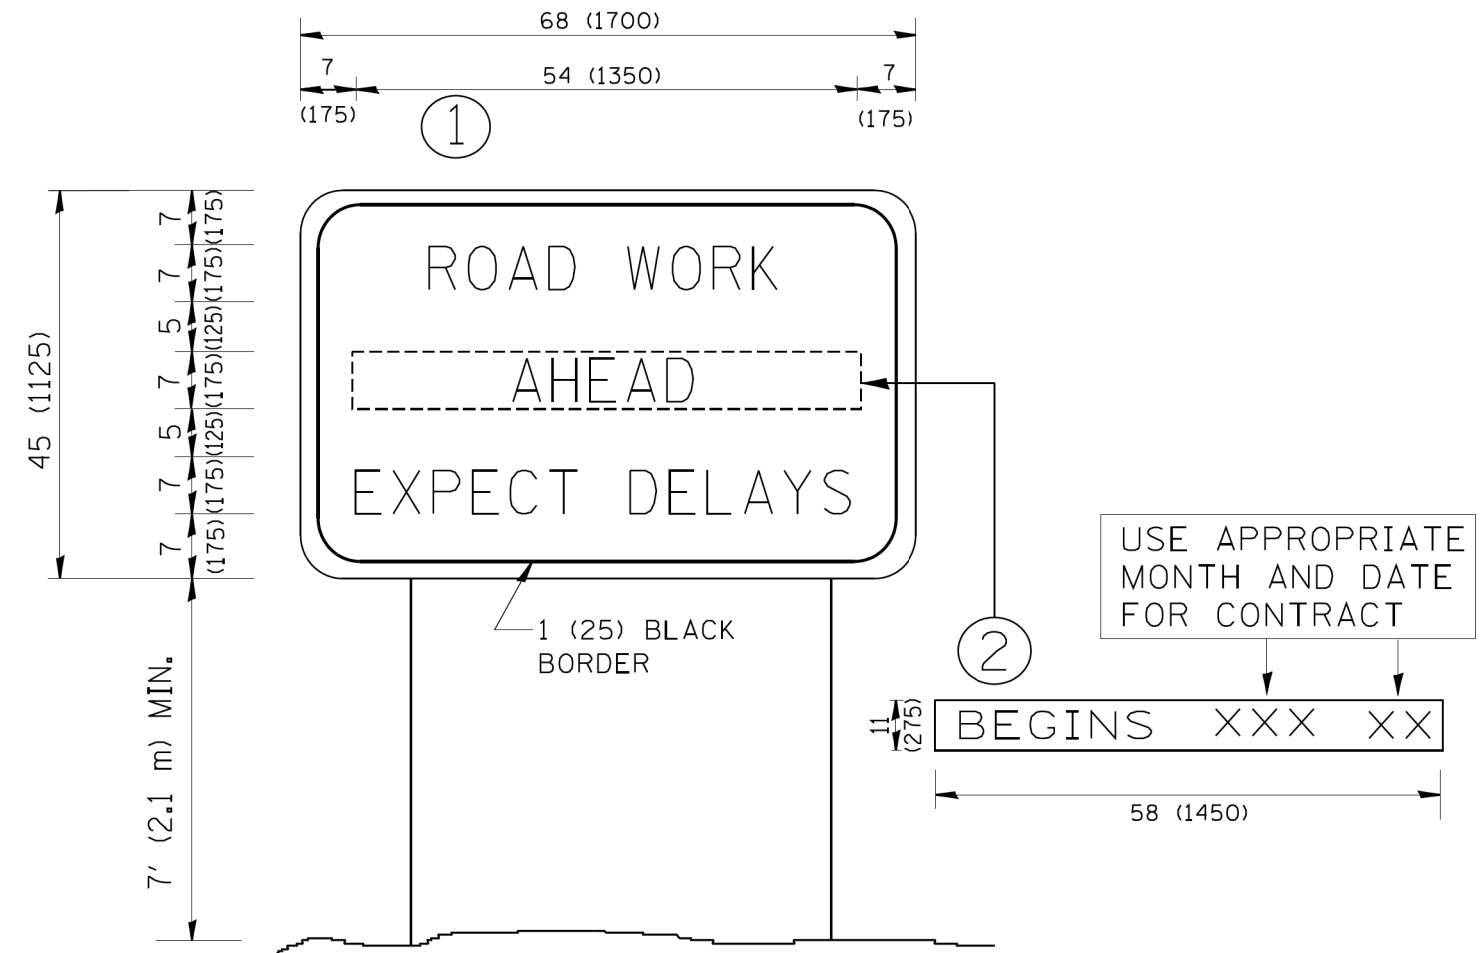 68 (1700)
7
54 (1350)
7
(175)
(175)
1
45 (1125)
7 (175)
7 (175)
5 (125)
7 (175)
5 (125)
7 (175)
7 (175)
ROAD WORK
AHEAD
EXPECT DELAYS
1 (25) BLACK
BORDER
7' (2.1 m) MIN.
USE APPROPRIATE
MONTH AND DATE
FOR CONTRACT
2
11
(275)
BEGINS XXX XX
58 (1450)